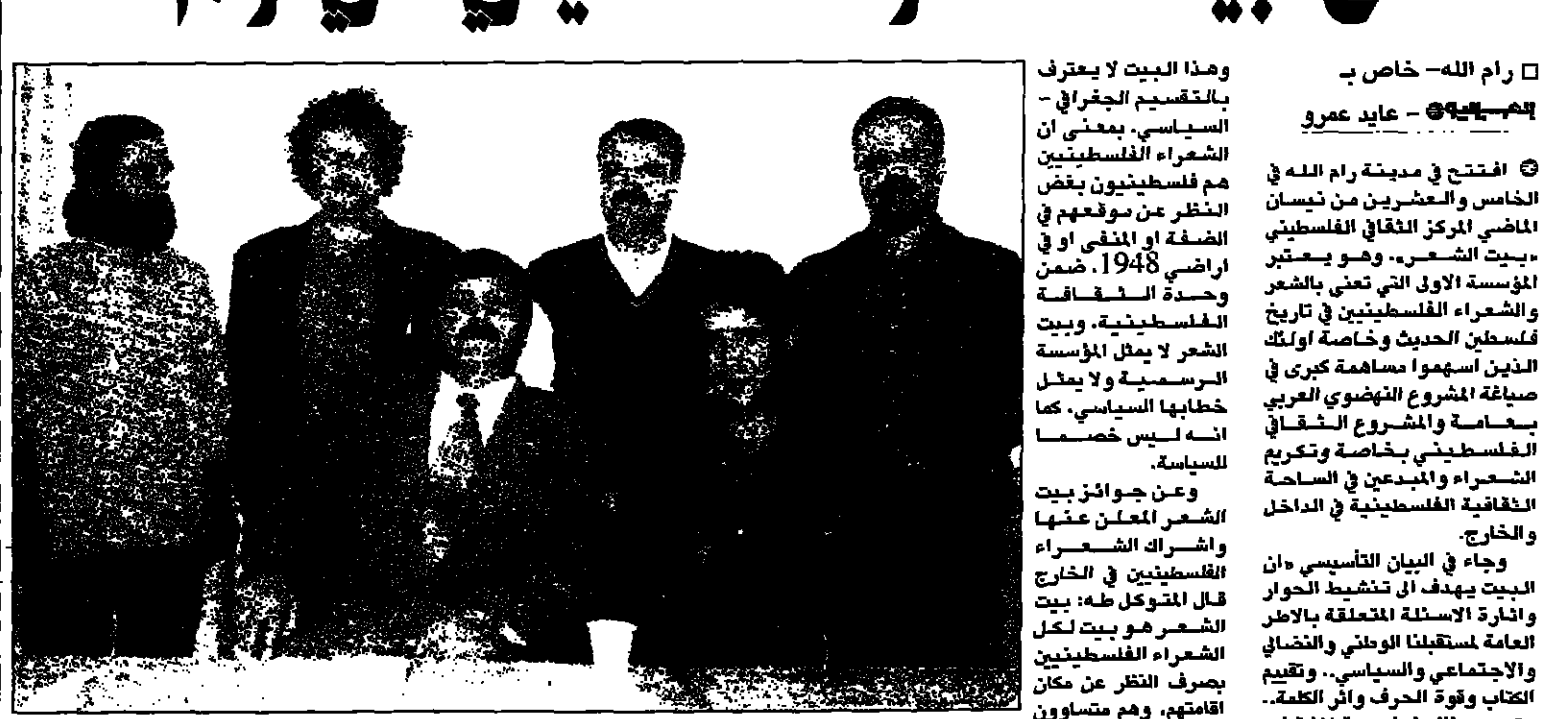 □ رام الله– خاص بـ
– عايد عمرو
افتتح في مدينة رام الله في
الخامس والعشرين من نيسان
الماضي المركز الثقافي الفلسطيني
«بيت الشعر»، وهو يعتبر
المؤسسة الاولى التي تعنى بالشعر
والشعراء الفلسطينيين في تاريخ
فلسطين الحديث وخاصة اولئك
الذين اسهموا مساهمة كبرى في
صياغة المشروع النهضوي العربي
بعامة والمشروع الثقافي
الفلسطيني بخاصة وتكريم
الشعراء والمبدعين في الساحة
الثقافية الفلسطينية في الداخل
والخارج.
وجاء في البيان التأسيسي «ان
البيت يهدف الى تنشيط الحوار
واثارة الاسئلة المتعلقة بالاطر
العامة لمستقبلنا الوطني والنضالي
والاجتماعي والسياسي.. وتقييم
الكتاب وقوة الحرف واثر الكلمة..
وهذا البيت لا يعترف
بالتقسيم الجغرافي –
السياسي. بمعنى ان
الشعراء الفلسطينيين
هم فلسطينيون بغض
النظر عن موقعهم في
الضفة او المنفى او في
اراضي 1948، ضمن
وحدة الثقافة
الفلسطينية. وبيت
الشعر لا يمثل المؤسسة
الرسمية ولا يمثل
خطابها السياسي، كما
انه ليس خصما
للسياسة.
وعن جوائز بيت
الشعر المعلن عنها
واشراك الشعراء
الفلسطينيين في الخارج
قال المتوكل طه: بيت
الشعر هو بيت لكل
الشعراء الفلسطينيين
بصرف النظر عن مكان
اقامتهم، وهم متساوون